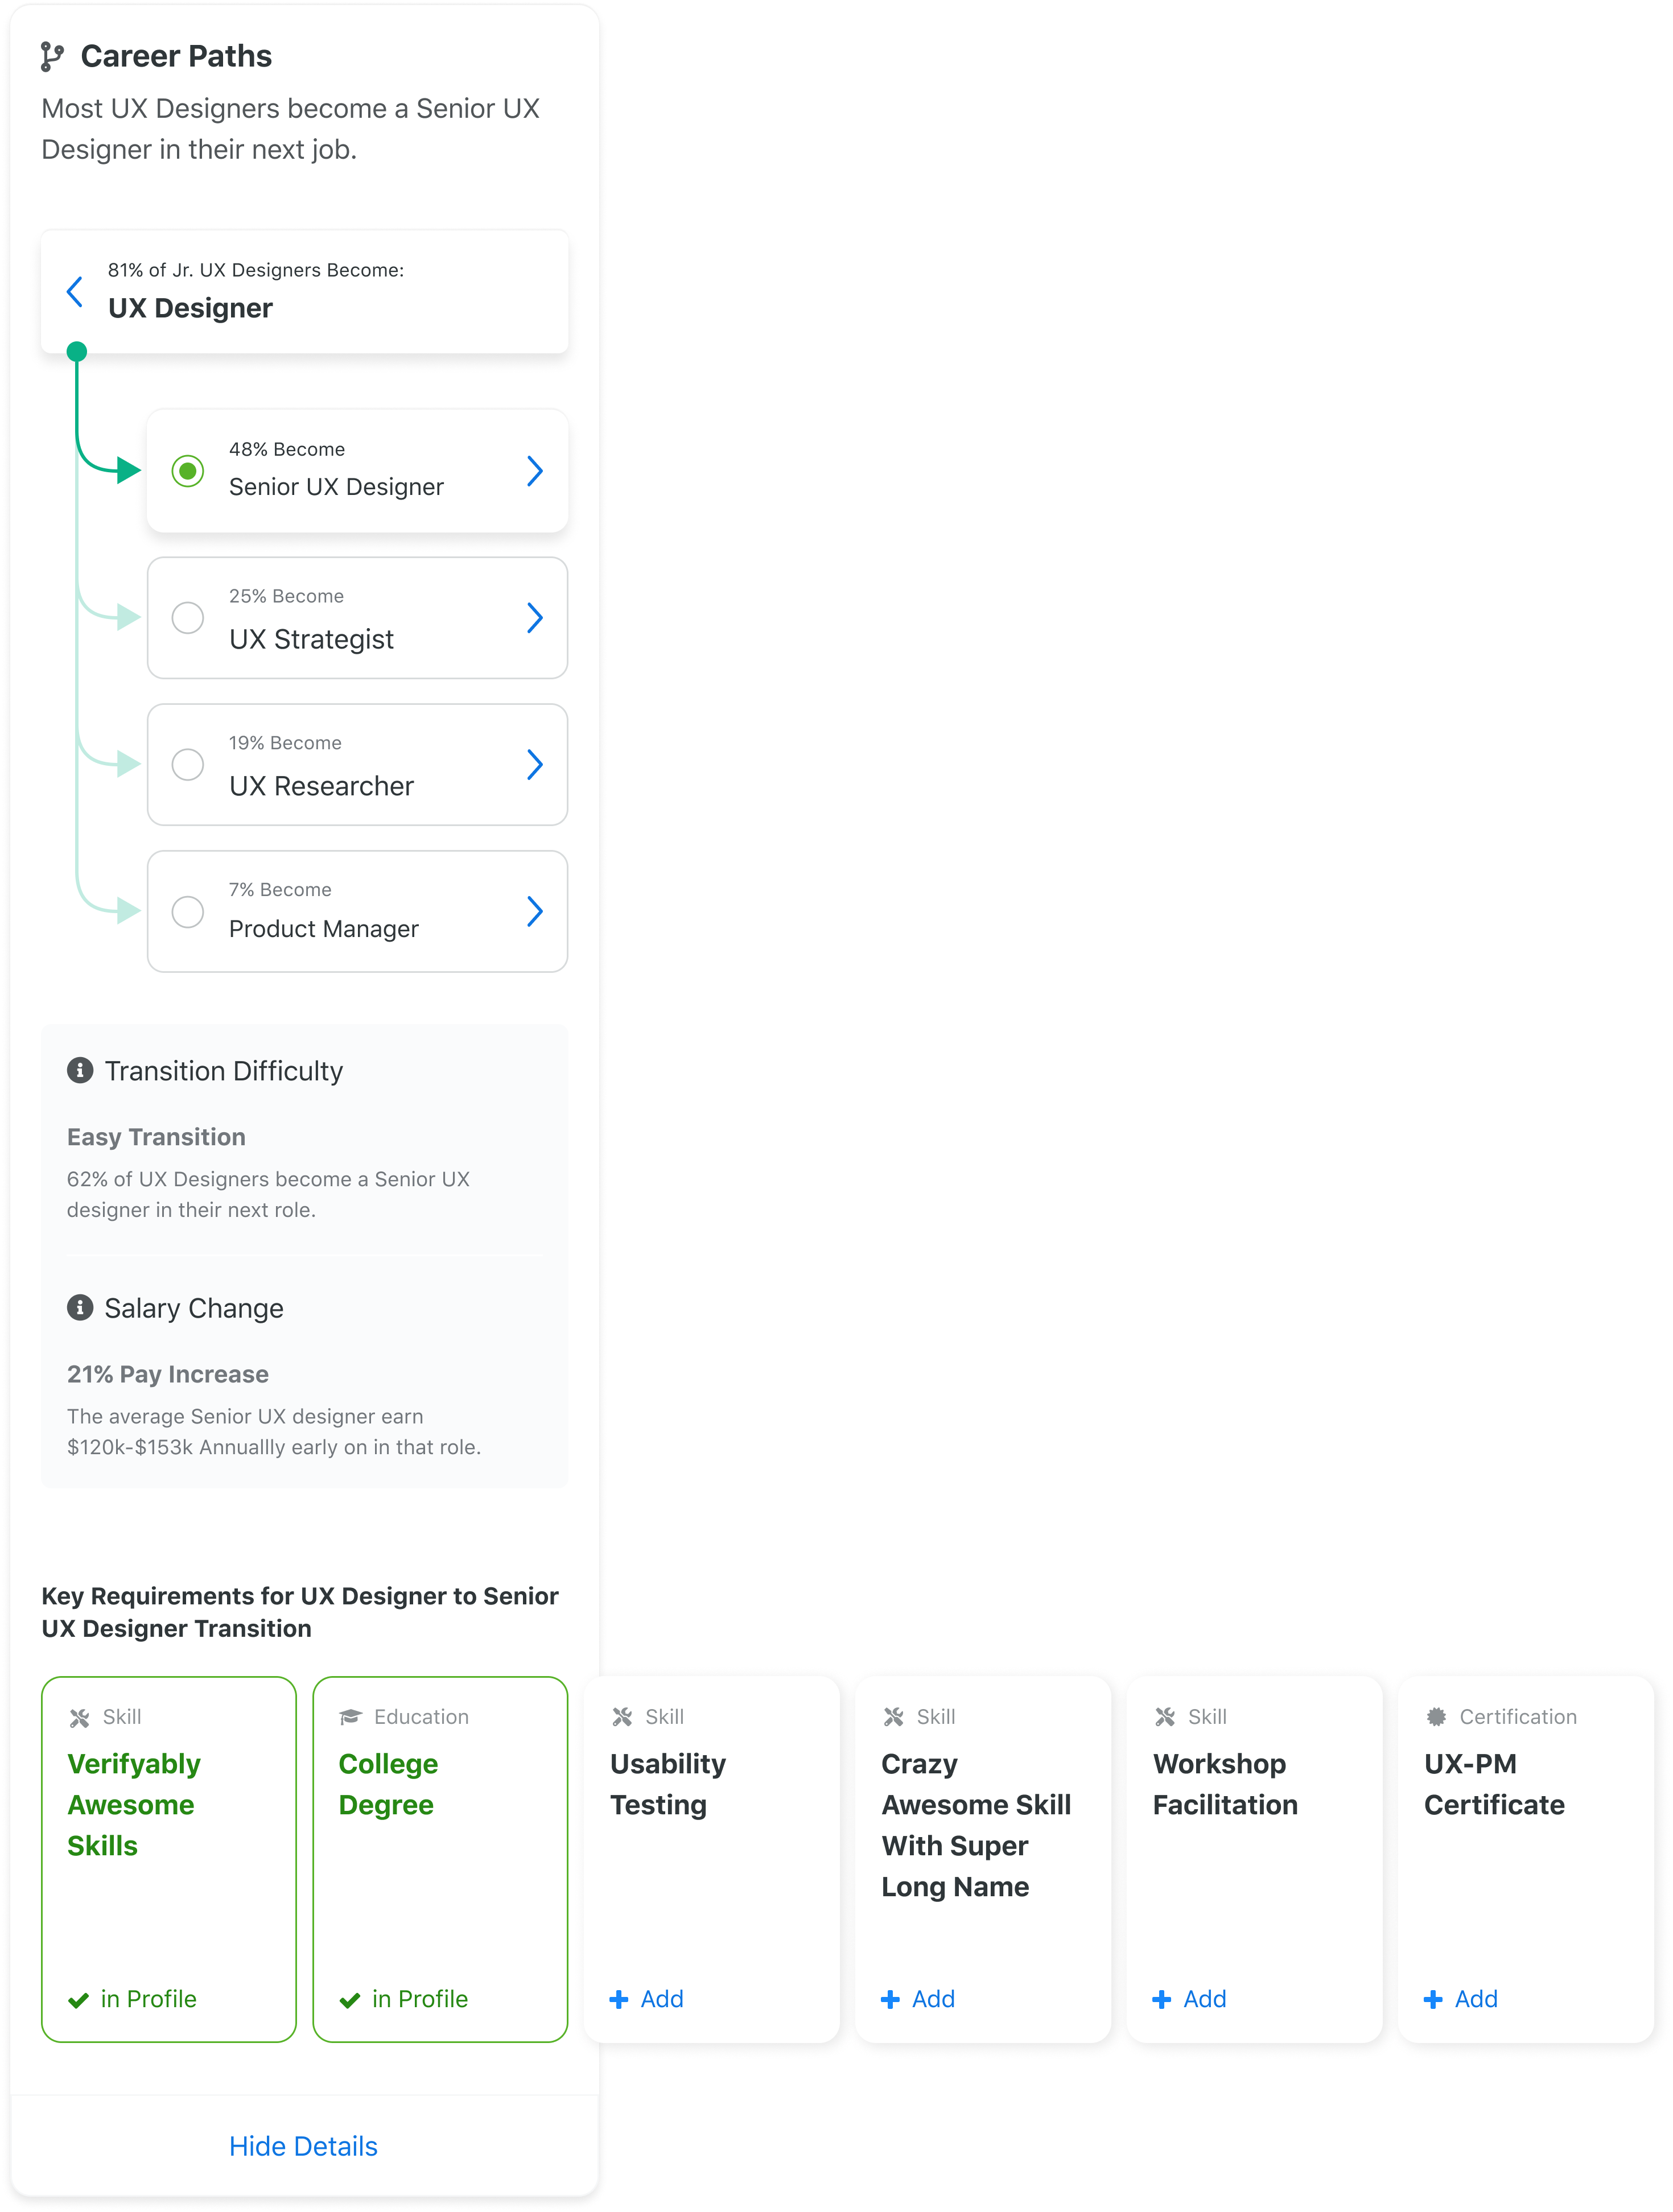 Career Paths
Most UX Designers become a Senior UX
Designer in their next job.
81% of Jr. UX Designers Become:
UX Designer
48% Become
Senior UX Designer
25% Become
UX Strategist
19% Become
UX Researcher
7% Become
Product Manager
Transition Difficulty
Easy Transition
62% of UX Designers become a Senior UX
designer in their next role.
Salary Change
21% Pay Increase
The average Senior UX designer earn
$120k-$153k Annuallly early on in that role.
Key Requirements for UX Designer to Senior
UX Designer Transition
Skill
Verifyably
Awesome
Skills
in Profile
Education
College
Degree
in Profile
Skill
Usability
Testing
Add
Skill
Crazy
Awesome Skill
With Super
Long Name
Add
Skill
Workshop
Facilitation
Add
Certification
UX-PM
Certificate
Add
Hide Details